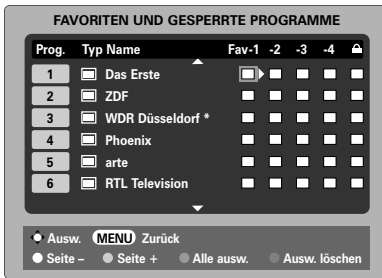 FAVORITEN UND GESPERRTE PROGRAMME
Prog. Typ Name Fav-1 -2 -3 -4
1 Das Erste
2 ZDF
3 WDR Düsseldorf *
4 Phoenix
5 arte
6 RTL Television
Ausw. MENU Zurück
Seite – Seite + Alle ausw. Ausw. löschen